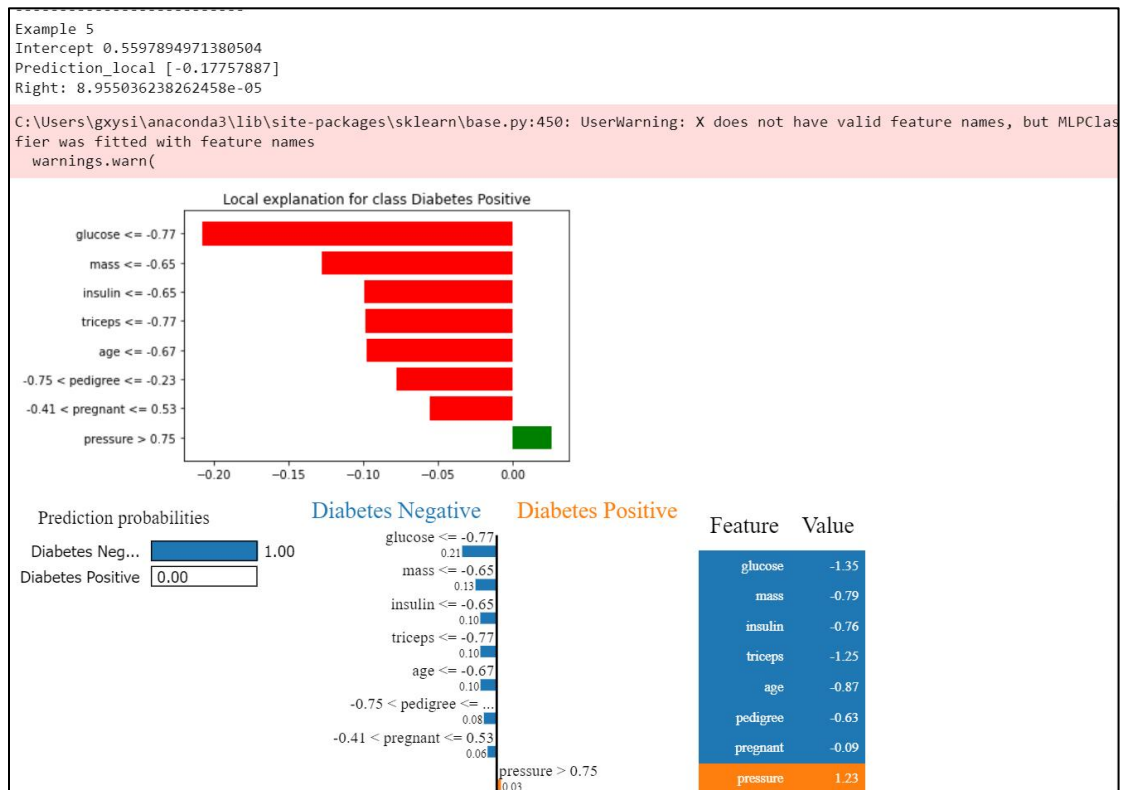 Example 5
Intercept 0.5597894971380504
Prediction_local [-0.17757887]
Right: 8.955036238262458e-05
C:\Users\gxysi\anaconda3\lib\site-packages\sklearn\base.py:450: UserWarning: X does not have valid feature names, but MLPClas
fier was fitted with feature names
warnings.warn(
Local explanation for class Diabetes Positive
glucose <= -0.77
mass <= -0.65
insulin <= -0.65
triceps <= -0.77
age <= -0.67
-0.75 < pedigree <= -0.23
-0.41 < pregnant <= 0.53
pressure > 0.75
−0.20 −0.15 −0.10 −0.05 0.00
Prediction probabilities
Diabetes Neg... 1.00
Diabetes Positive 0.00
Diabetes Negative Diabetes Positive
glucose <= -0.77
0.21
mass <= -0.65
0.13
insulin <= -0.65
0.10
triceps <= -0.77
0.10
age <= -0.67
0.10
-0.75 < pedigree <= ...
0.08
-0.41 < pregnant <= 0.53
0.06
pressure > 0.75
0.03
Feature Value
glucose -1.35
mass -0.79
insulin -0.76
triceps -1.25
age -0.87
pedigree -0.63
pregnant -0.09
pressure 1.23